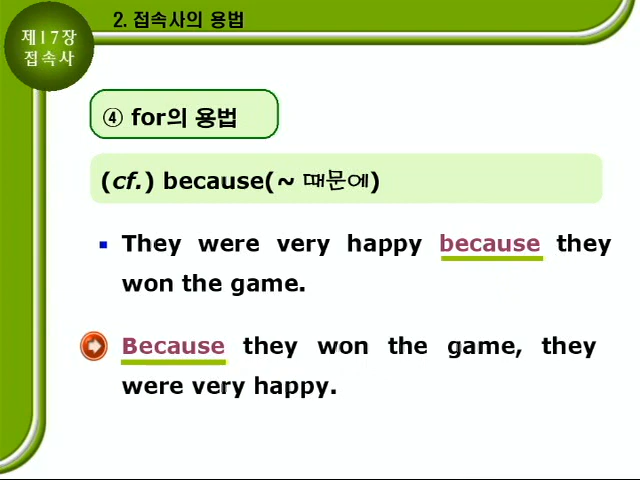 2. 접속사의 용법
제17장
접속사
④ for의 용법
(cf.) because(~ 때문에)
▪ They were very happy because they
won the game.
Because they won the game, they
were very happy.